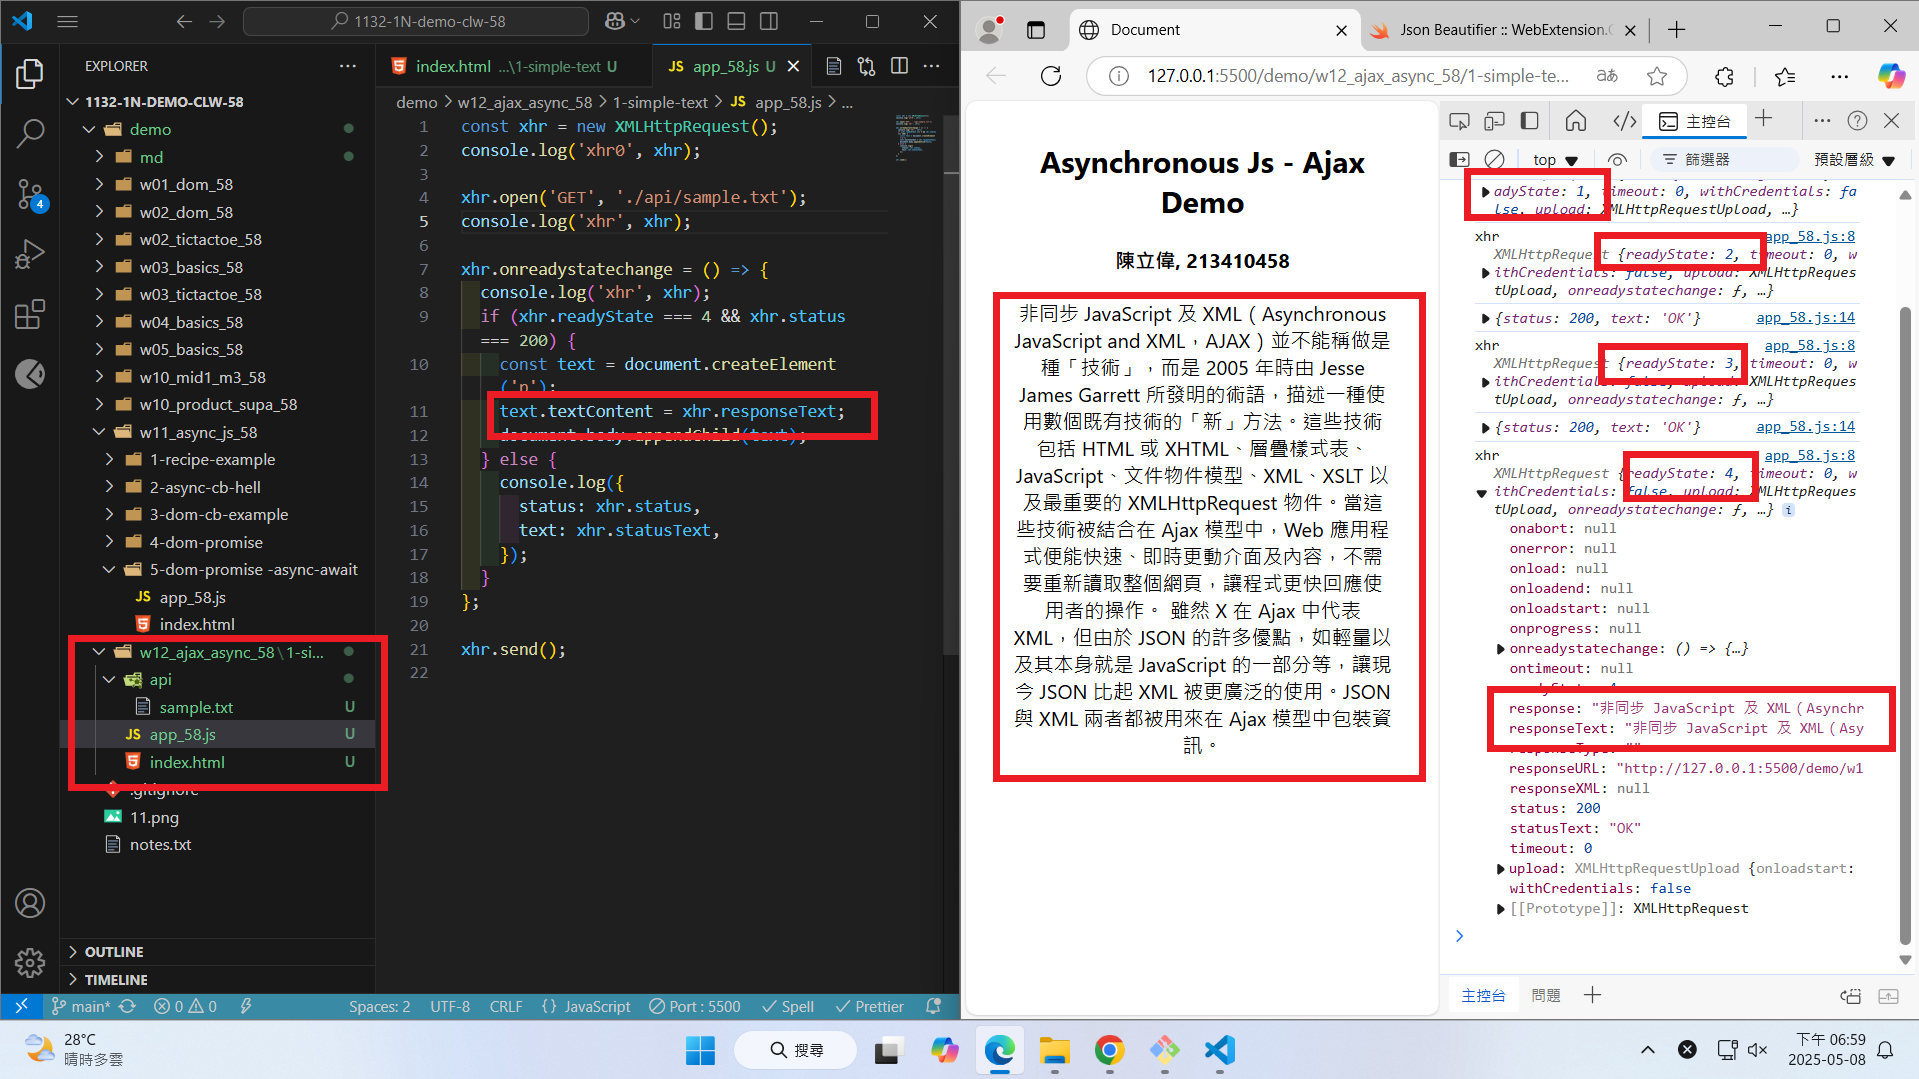 1132-1N-demo-clw-58
EXPLORER
1132-1N-DEMO-CLW-58
demo
md
w01_dom_58
w02_dom_58
w02_tictactoe_58
w03_basics_58
w03_tictactoe_58
w04_basics_58
w05_basics_58
w10_mid1_m3_58
w10_product_supa_58
w11_async_js_58
1-recipe-example
2-async-cb-hell
3-dom-cb-example
4-dom-promise
5-dom-promise -async-await
JS app_58.js
index.html
w12_ajax_async_58\1-si...
api
sample.txt U
JS app_58.js U
index.html U
.gitignore
11.png
notes.txt
OUTLINE
TIMELINE
index.html ...\1-simple-text U
JS app_58.js U
demo > w12_ajax_async_58 > 1-simple-text > JS app_58.js > ...
1 const xhr = new XMLHttpRequest();
2 console.log('xhr0', xhr);
3
4 xhr.open('GET', './api/sample.txt');
5 console.log('xhr', xhr);
6
7 xhr.onreadystatechange = () => {
8 console.log('xhr', xhr);
9 if (xhr.readyState === 4 && xhr.status
=== 200) {
10 const text = document.createElement
('p');
11 text.textContent = xhr.responseText;
12 document.body.appendChild(text);
13 } else {
14 console.log({
15 status: xhr.status,
16 text: xhr.statusText,
17 });
18 }
19 };
20
21 xhr.send();
22
4
main* 0 0 Spaces: 2 UTF-8 CRLF {} JavaScript Port : 5500 Spell Prettier
Document
Json Beautifier :: WebExtension.
127.0.0.1:5500/demo/w12_ajax_async_58/1-simple-te...
Asynchronous Js - Ajax
Demo
陳立偉, 213410458
非同步 JavaScript 及 XML（Asynchronous
JavaScript and XML，AJAX）並不能稱做是
種「技術」，而是 2005 年時由 Jesse
James Garrett 所發明的術語，描述一種使
用數個既有技術的「新」方法。這些技術
包括 HTML 或 XHTML、層疊樣式表、
JavaScript、文件物件模型、XML、XSLT 以
及最重要的 XMLHttpRequest 物件。當這
些技術被結合在 Ajax 模型中，Web 應用程
式便能快速、即時更動介面及內容，不需
要重新讀取整個網頁，讓程式更快回應使
用者的操作。 雖然 X 在 Ajax 中代表
XML，但由於 JSON 的許多優點，如輕量以
及其本身就是 JavaScript 的一部分等，讓現
今 JSON 比起 XML 被更廣泛的使用。JSON
與 XML 兩者都被用來在 Ajax 模型中包裝資
訊。
主控台
top 篩選器 預設層級
adyState: 1, timeout: 0, withCredentials: fa
lse, upload: XMLHttpRequestUpload, …}
xhr app_58.js:8
XMLHttpRequest {readyState: 2, timeout: 0, w
ithCredentials: false, upload: XMLHttpReques
tUpload, onreadystatechange: ƒ, …}
{status: 200, text: 'OK'} app_58.js:14
xhr app_58.js:8
XMLHttpRequest {readyState: 3, timeout: 0, w
ithCredentials: false, upload: XMLHttpReques
tUpload, onreadystatechange: ƒ, …}
{status: 200, text: 'OK'} app_58.js:14
xhr app_58.js:8
XMLHttpRequest {readyState: 4, timeout: 0, w
ithCredentials: false, upload: XMLHttpReques
tUpload, onreadystatechange: ƒ, …} i
onabort: null
onerror: null
onload: null
onloadend: null
onloadstart: null
onprogress: null
onreadystatechange: () => {…}
ontimeout: null
readyState: 4
response: "非同步 JavaScript 及 XML（Asynchr
responseText: "非同步 JavaScript 及 XML（Asy
responseType: ""
responseURL: "http://127.0.0.1:5500/demo/w1
responseXML: null
status: 200
statusText: "OK"
timeout: 0
upload: XMLHttpRequestUpload {onloadstart:
withCredentials: false
[[Prototype]]: XMLHttpRequest
主控台 問題
28°C
晴時多雲
搜尋
下午 06:59
2025-05-08